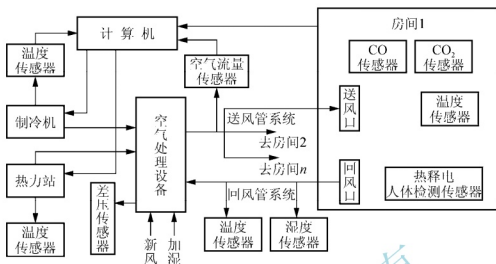 计算机
房间1
CO
传感器
CO₂
传感器
温度
传感器
空气流量
传感器
送风口
送风管系统
温度
传感器
制冷机
空气处理设备
去房间2
去房间n
热力站
差压传感器
回风口
热释电
人体检测传感器
回风管系统
温度
传感器
新风
加湿
温度
传感器
湿度
传感器